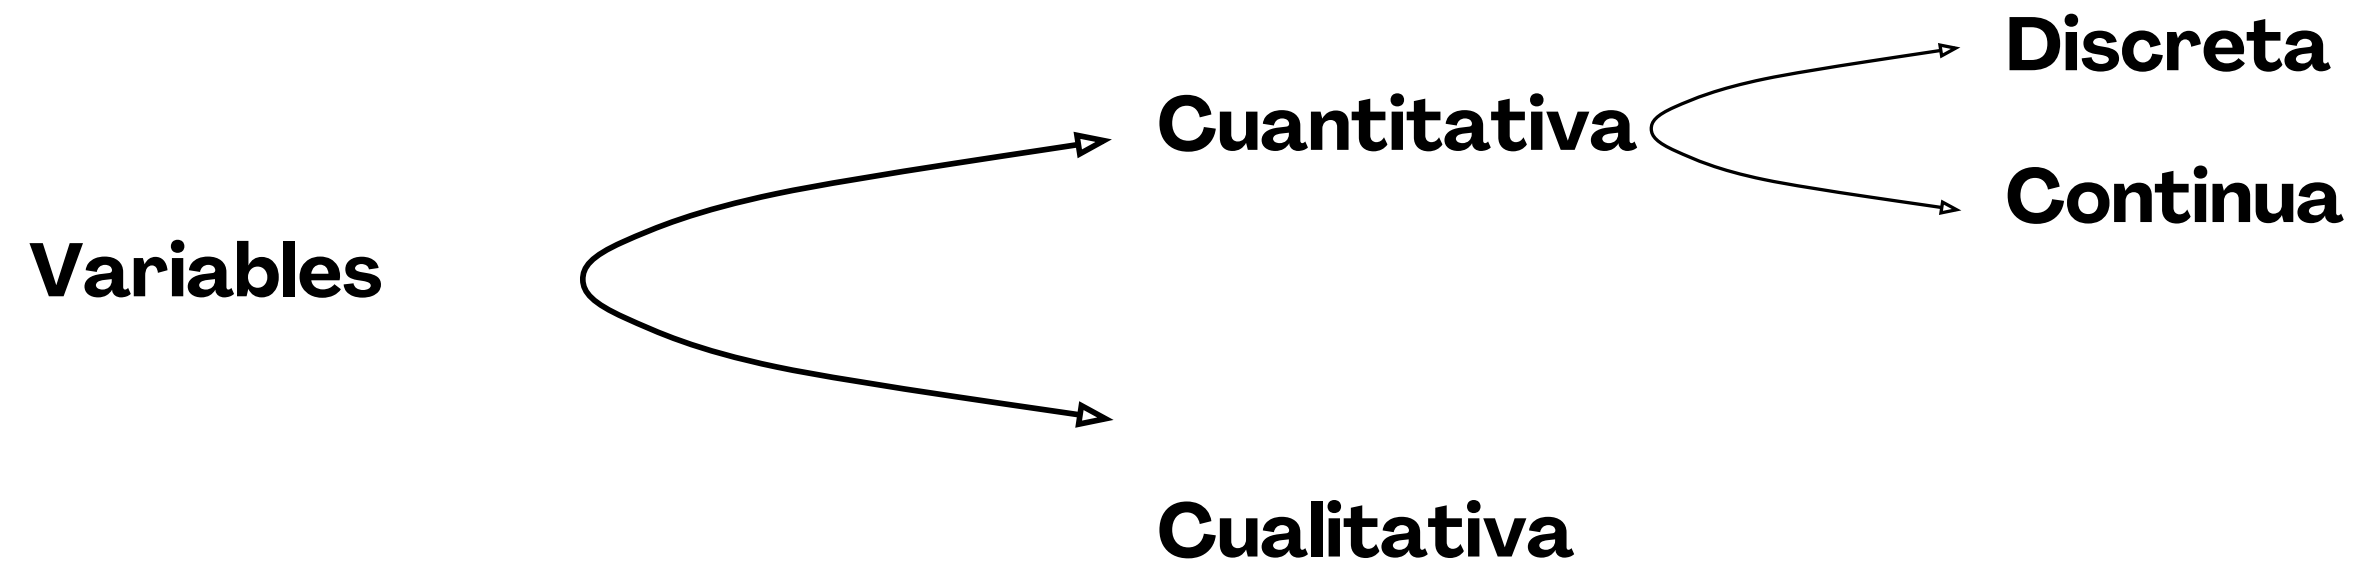 Variables
Cuantitativa
Discreta
Continua
Cualitativa